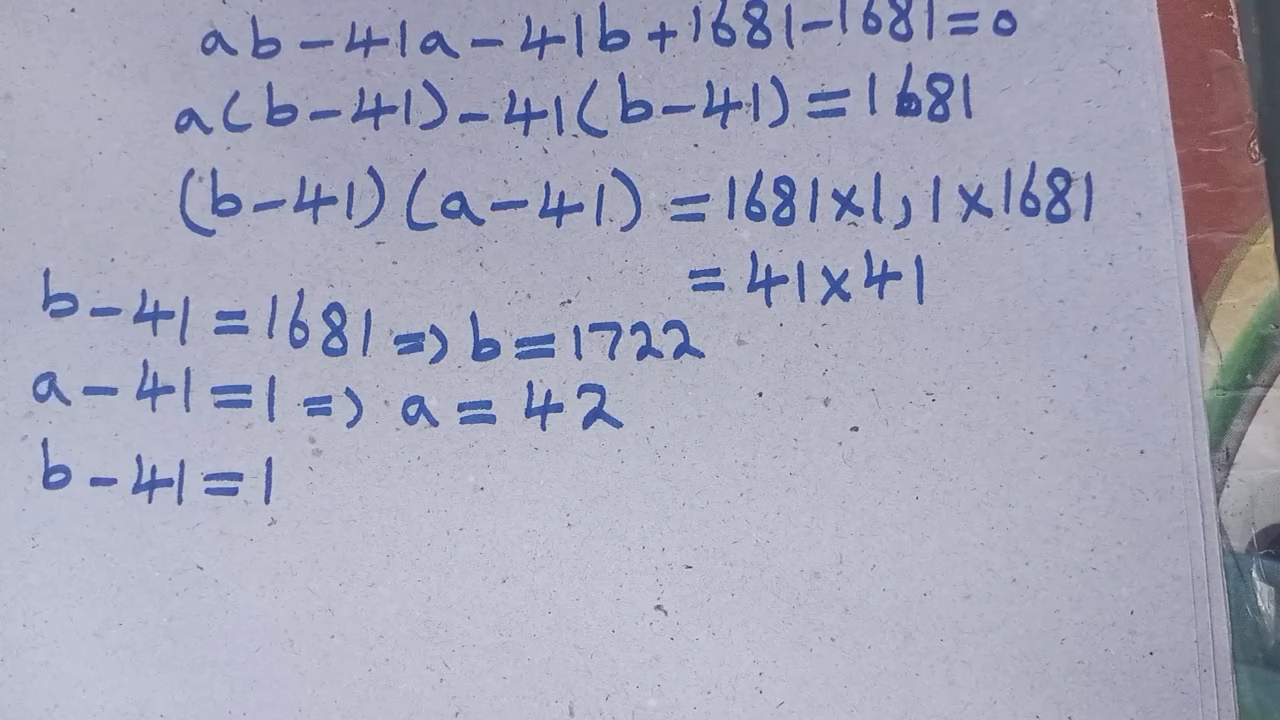 ab-41a-41b+1681-1681=0
a(b-41)-41(b-41)=1681
(b-41)(a-41)=1681×1,1×1681
=41×41
b-41=1681=>b=1722
a-41=1=>a=42
b-41=1